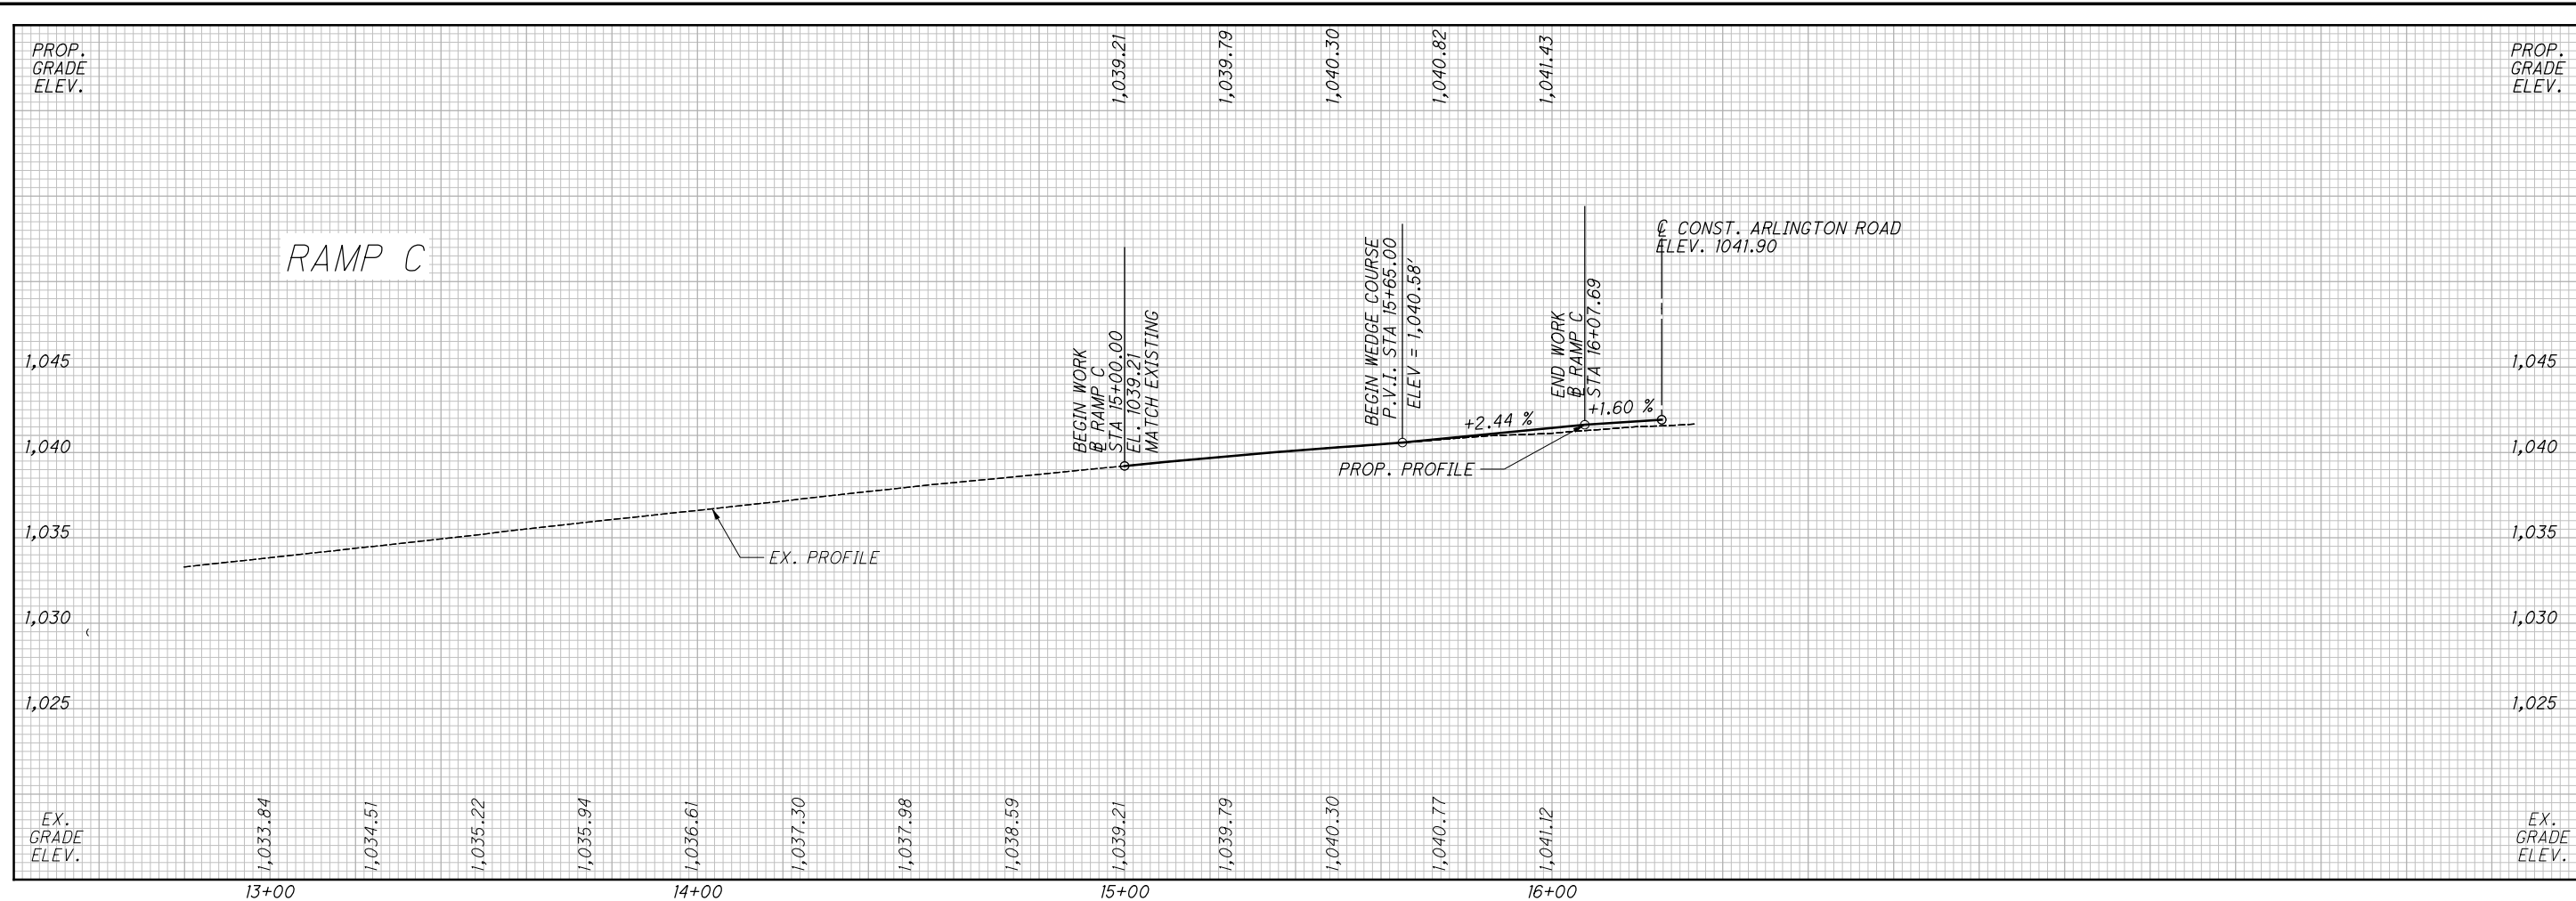 PROP.
GRADE
ELEV.
1,039.21
1,039.79
1,040.30
1,040.82
1,041.43
PROP.
GRADE
ELEV.
RAMP C
℄ CONST. ARLINGTON ROAD
ELEV. 1041.90
BEGIN WORK
RAMP C
STA 15+00.00
EL. 1039.21
MATCH EXISTING
BEGIN WEDGE COURSE
P.V.I. STA 15+65.00
ELEV = 1,040.58'
END WORK
RAMP C
STA 16+07.69
+2.44 %
+1.60 %
PROP. PROFILE
EX. PROFILE
1,045
1,040
1,035
1,030
1,025
1,045
1,040
1,035
1,030
1,025
EX.
GRADE
ELEV.
1,033.84
1,034.51
1,035.22
1,035.94
1,036.61
1,037.30
1,037.98
1,038.59
1,039.21
1,039.79
1,040.30
1,040.77
1,041.12
EX.
GRADE
ELEV.
13+00
14+00
15+00
16+00